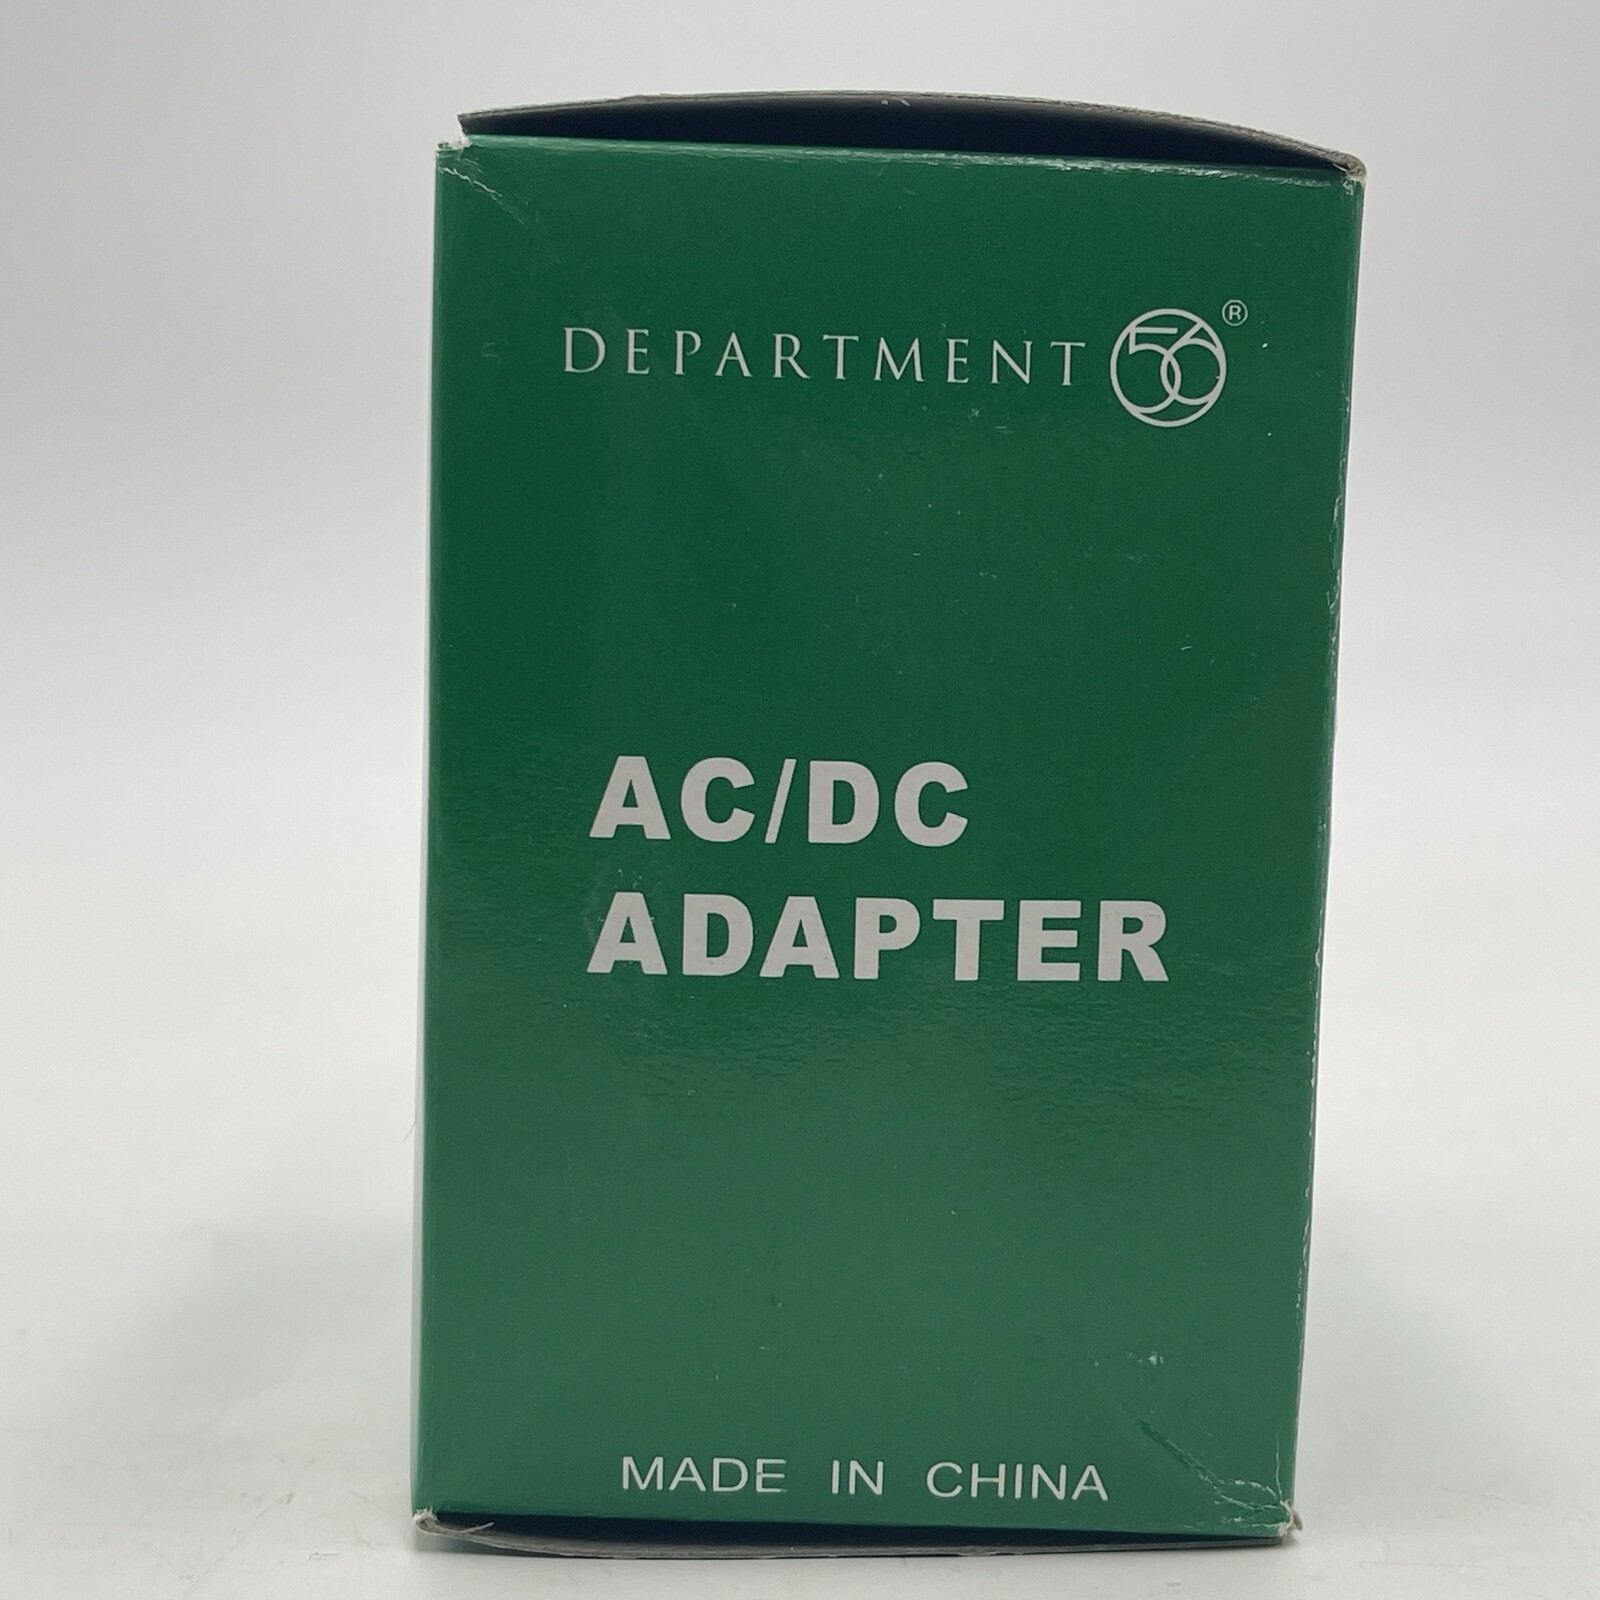 DEPARTMENT 56®
AC/DC
ADAPTER
MADE IN CHINA